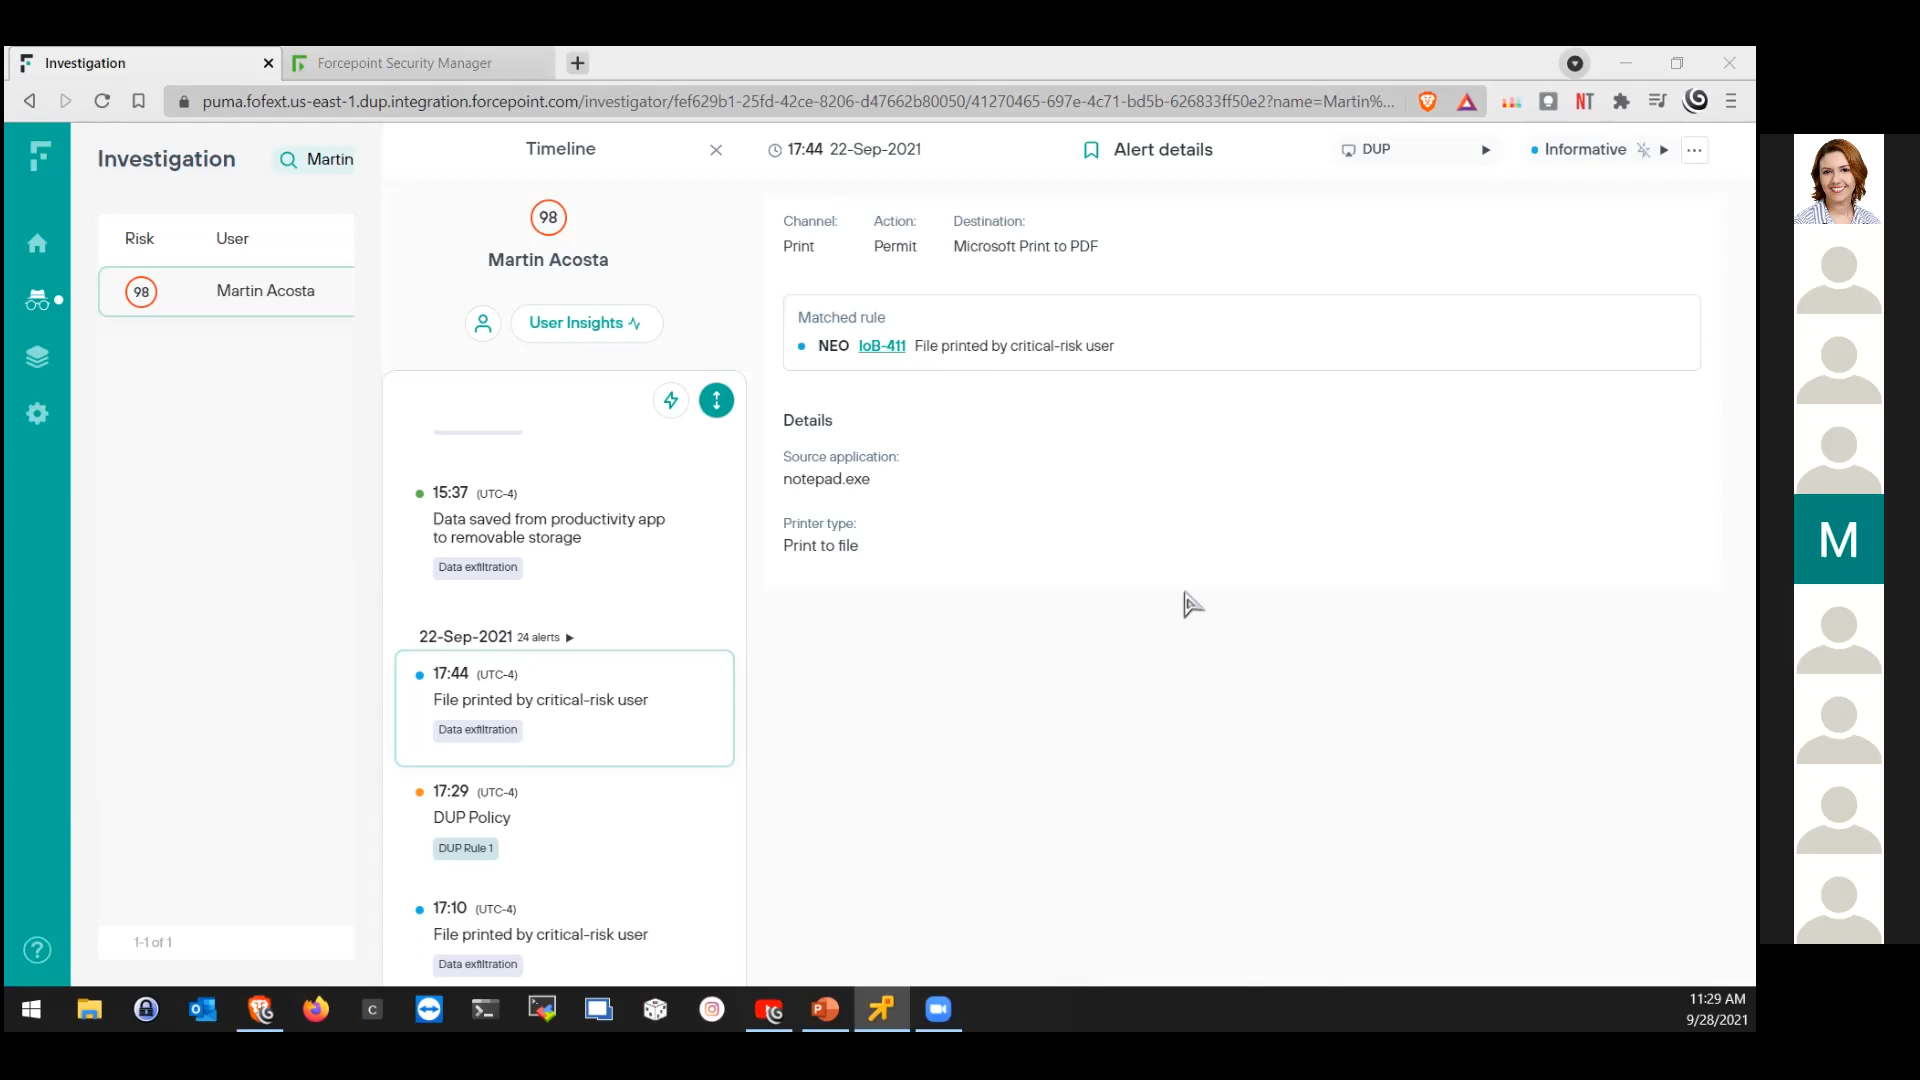 Investigation
Forcepoint Security Manager
puma.fofext.us-east-1.dup.integration.forcepoint.com/investigator/fef629b1-25fd-42ce-8206-d47662b80050/41270465-697e-4c71-bd5b-626833ff50e2?name=Martin%...
NT
Investigation
Martin
Risk
User
98
Martin Acosta
1-1 of 1
Timeline
98
Martin Acosta
User Insights
15:37 (UTC-4)
Data saved from productivity app
to removable storage
Data exfiltration
22-Sep-2021 24 alerts
17:44 (UTC-4)
File printed by critical-risk user
Data exfiltration
17:29 (UTC-4)
DUP Policy
DUP Rule 1
17:10 (UTC-4)
File printed by critical-risk user
Data exfiltration
17:44 22-Sep-2021
Alert details
DUP
Informative
Channel:
Action:
Destination:
Print
Permit
Microsoft Print to PDF
Matched rule
NEO IoB-411 File printed by critical-risk user
Details
Source application:
notepad.exe
Printer type:
Print to file
M
11:29 AM
9/28/2021